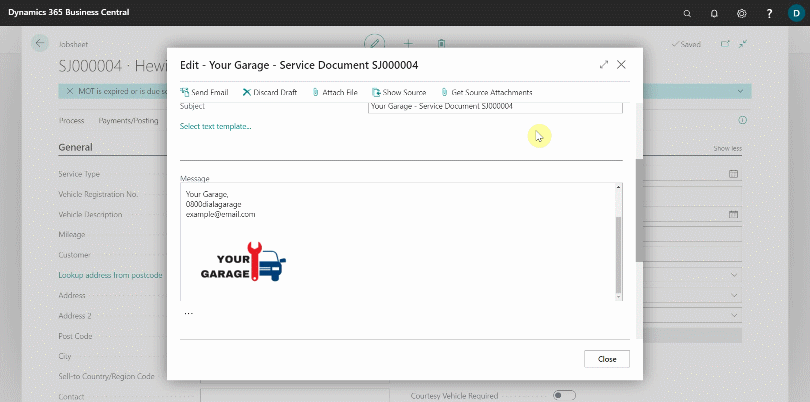 Dynamics 365 Business Central
?
D
Jobsheet
Saved
SJ000004 · Hewi
MOT is expired or is due s
Process
Payments/Posting
General
Show less
Service Type
Vehicle Registration No.
Vehicle Description
Mileage
Customer
Lookup address from postcode
Address
Address 2
Post Code
City
Sell-to Country/Region Code
Contact
Courtesy Vehicle Required
Edit - Your Garage - Service Document SJ000004
Send Email
Discard Draft
Attach File
Show Source
Get Source Attachments
Subject
Your Garage - Service Document SJ000004
Select text template...
Message
Your Garage,
0800dialagarage
example@email.com
YOUR
GARAGE
...
Close